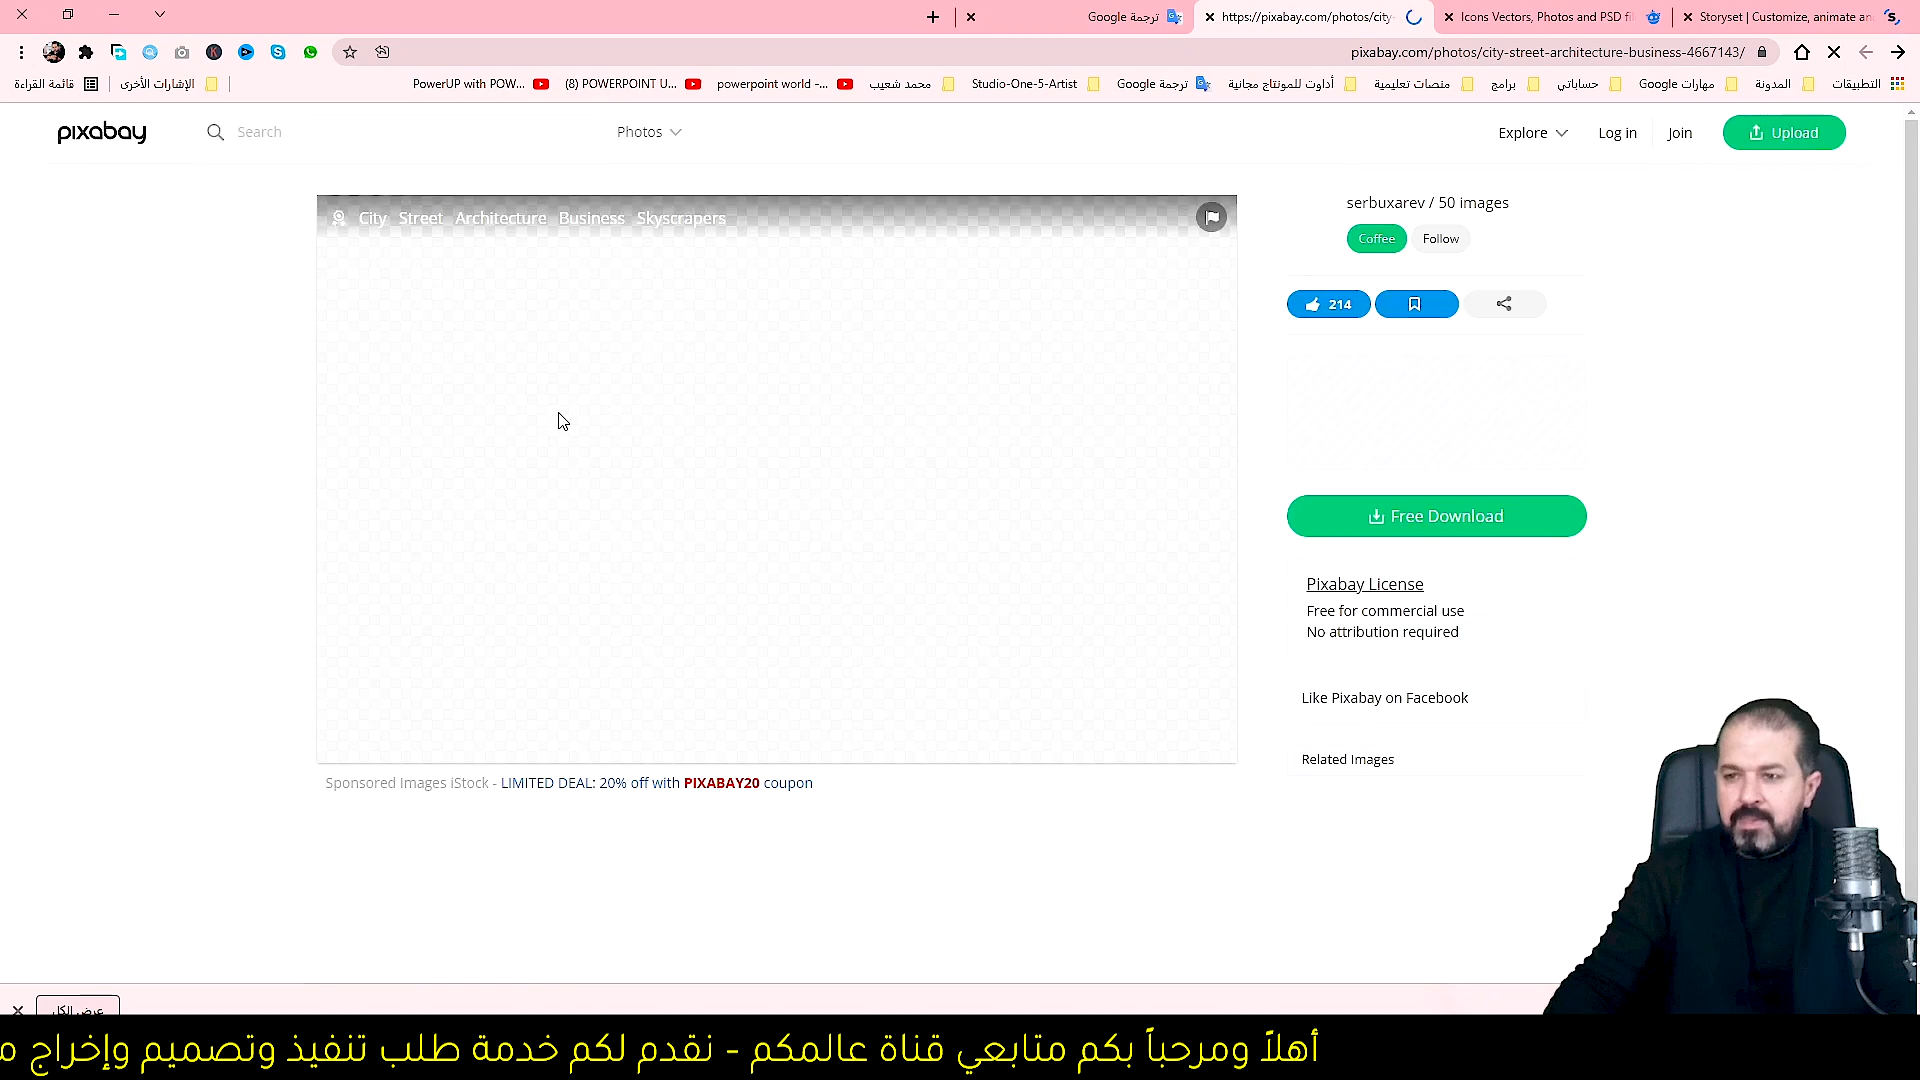 Google ترجمة
https://pixabay.com/photos/city-
Icons Vectors, Photos and PSD fil
Storyset | Customize, animate an
pixabay.com/photos/city-street-architecture-business-4667143/
قائمة القراءة
الإشارات الأخرى
PowerUP with POW...
(8) POWERPOINT U...
powerpoint world -...
محمد شعيب
Studio-One-5-Artist
Google ترجمة
أداوت للمونتاج مجانية
منصات تعليمية
برامج
حساباتي
Google مهارات
المدونة
التطبيقات
pixabay
Search
Photos
Explore
Log in
Join
Upload
City Street Architecture Business Skyscrapers
serbuxarev / 50 images
Coffee
Follow
214
Free Download
Pixabay License
Free for commercial use
No attribution required
Like Pixabay on Facebook
Related Images
Sponsored Images iStock - LIMITED DEAL: 20% off with PIXABAY20 coupon
عرض الكل
أهلاً ومرحباً بكم متابعي قناة عالمكم - نقدم لكم خدمة طلب تنفيذ وتصميم وإخراج م